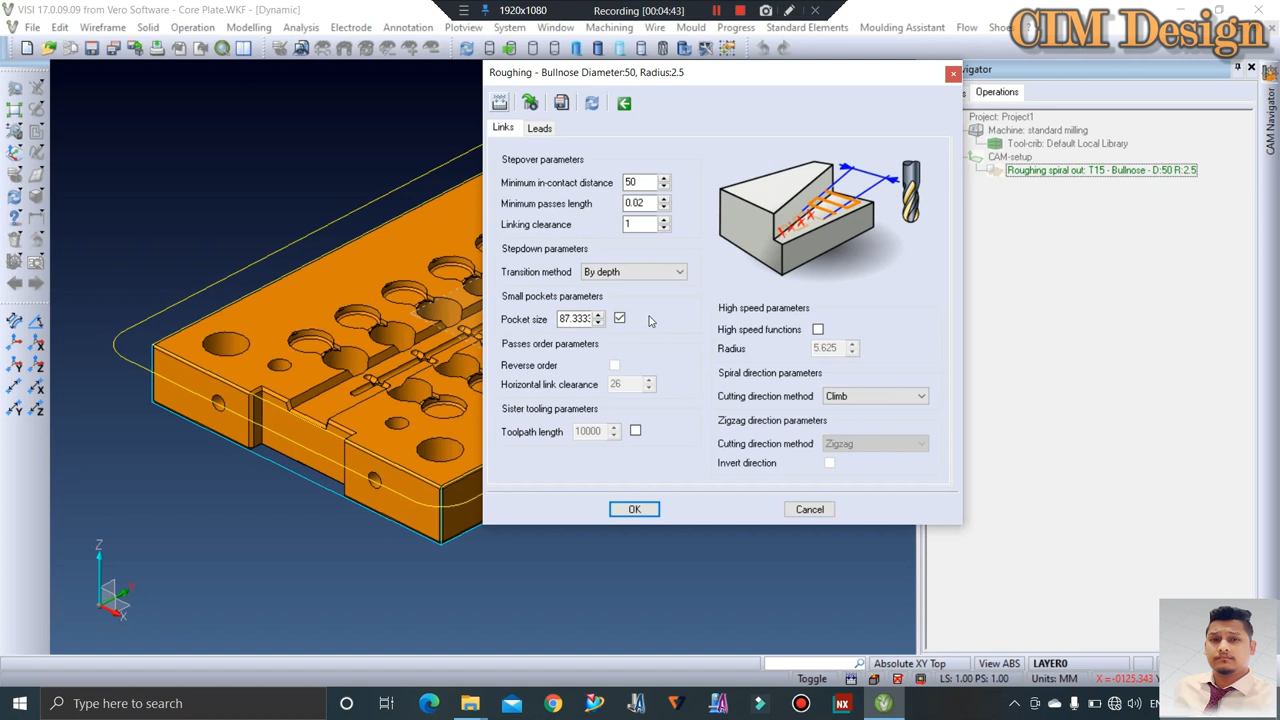 VISI 17.0.09.09 from Vero Software - Core Plate.WKF - [Dynamic]
1920x1080
Recording [00:04:43]
CIM Design
File Edit Wireframe Solid Operation Modelling Analysis Electrode Annotation Plotview System Window Machining Wire Moulding Progress Standard Elements Moulding Assistant Flow
Roughing - Bullnose Diameter:50, Radius:2.5
Links Leads
Stepover parameters
Minimum in-contact distance 50
Minimum passes length 0.02
Linking clearance 1
Stepdown parameters
Transition method By depth
Small pockets parameters
Pocket size 87.3333
Passes order parameters
Reverse order
Horizontal link clearance 26
Sister tooling parameters
Toolpath length 10000
High speed parameters
High speed functions
Radius 5.625
Spiral direction parameters
Cutting direction method Climb
Zigzag direction parameters
Cutting direction method Zigzag
Invert direction
OK Cancel
Operations
Project: Project1
Machine: standard milling
Tool-crib: Default Local Library
CAM-setup
Roughing spiral out: T15 - Bullnose - D:50 R:2.5
CAM Navigator
Z
X
Absolute XY Top View ABS LAYER0
Toggle LS: 1.00 PS: 1.00 Units: MM X =-0125.343
Type here to search